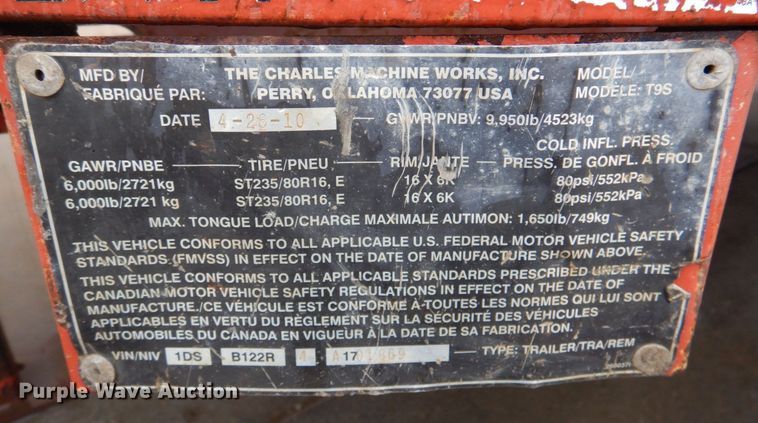 MFD BY/ THE CHARLES MACHINE WORKS, INC. MODEL/
FABRIQUÉ PAR: PERRY, OKLAHOMA 73077 USA MODÈLE: T9S
DATE 4-26-10 GVWR/PNBV: 9,950lb/4523kg
COLD INFL. PRESS.
GAWR/PNBE TIRE/PNEU RIM/JANTE PRESS. DE GONFL. À FROID
6,000lb/2721kg ST235/80R16, E 16 X 6K 80psi/552kPa
6,000lb/2721 kg ST235/80R16, E 16 X 6K 80psi/552kPa
MAX. TONGUE LOAD/CHARGE MAXIMALE AUTIMON: 1,650lb/749kg
THIS VEHICLE CONFORMS TO ALL APPLICABLE U.S. FEDERAL MOTOR VEHICLE SAFETY
STANDARDS (FMVSS) IN EFFECT ON THE DATE OF MANUFACTURE SHOWN ABOVE.
THIS VEHICLE CONFORMS TO ALL APPLICABLE STANDARDS PRESCRIBED UNDER THE
CANADIAN MOTOR VEHICLE SAFETY REGULATIONS IN EFFECT ON THE DATE OF
MANUFACTURE./CE VÉHICULE EST CONFORME À TOUTES LES NORMES QUI LUI SONT
APPLICABLES EN VERTU DU RÈGLEMENT SUR LA SÉCURITÉ DES VÉHICULES
AUTOMOBILES DU CANADA EN VIGUEUR À LA DATE DE SA FABRICATION.
VIN/NIV 1DS B122R 4 A 17 TYPE: TRAILER/TRA/REM
Purple Wave Auction